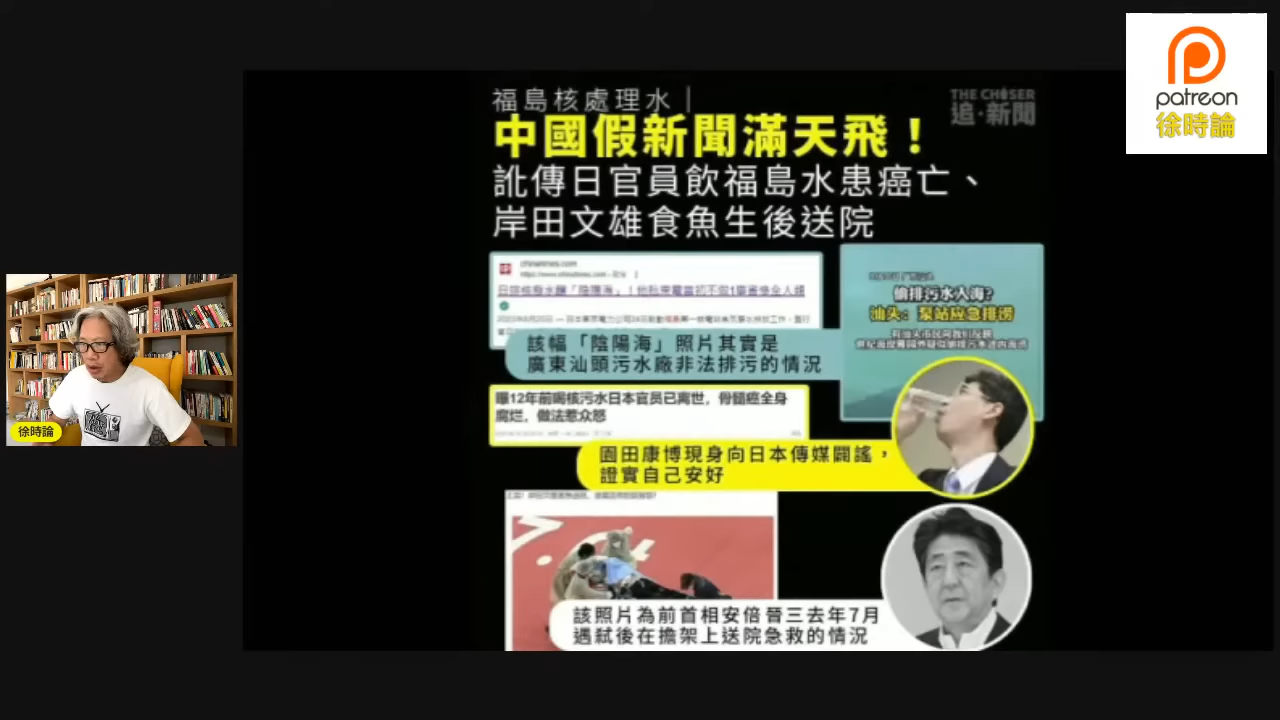 patreon
徐時論
福島核處理水｜
THE CHASER
追·新聞
中國假新聞滿天飛！
訛傳日官員飲福島水患癌亡、
岸田文雄食魚生後送院
偷排污水入海?
汕头：泵站应急排涝
該幅「陰陽海」照片其實是
廣東汕頭污水廠非法排污的情況
曝12年前喝核污水日本官员已离世，骨髓癌全身
腐烂，做法惹众怒
園田康博現身向日本傳媒闢謠，
證實自己安好
徐時論
該照片為前首相安倍晉三去年7月
遇弒後在擔架上送院急救的情況